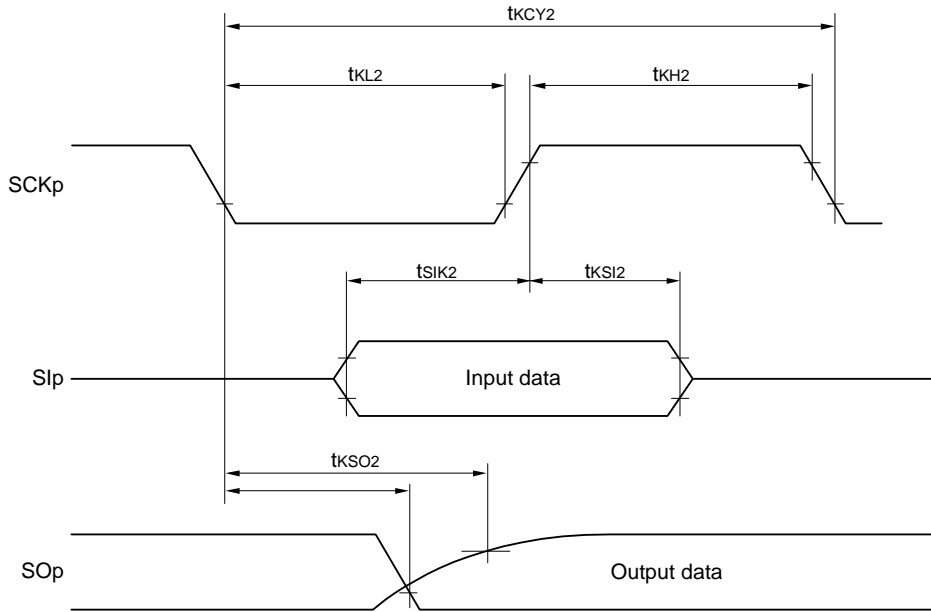 tKCY2
tKL2
tKH2
SCKp
tSIK2
tKSI2
SIp
Input data
tKSO2
SOp
Output data